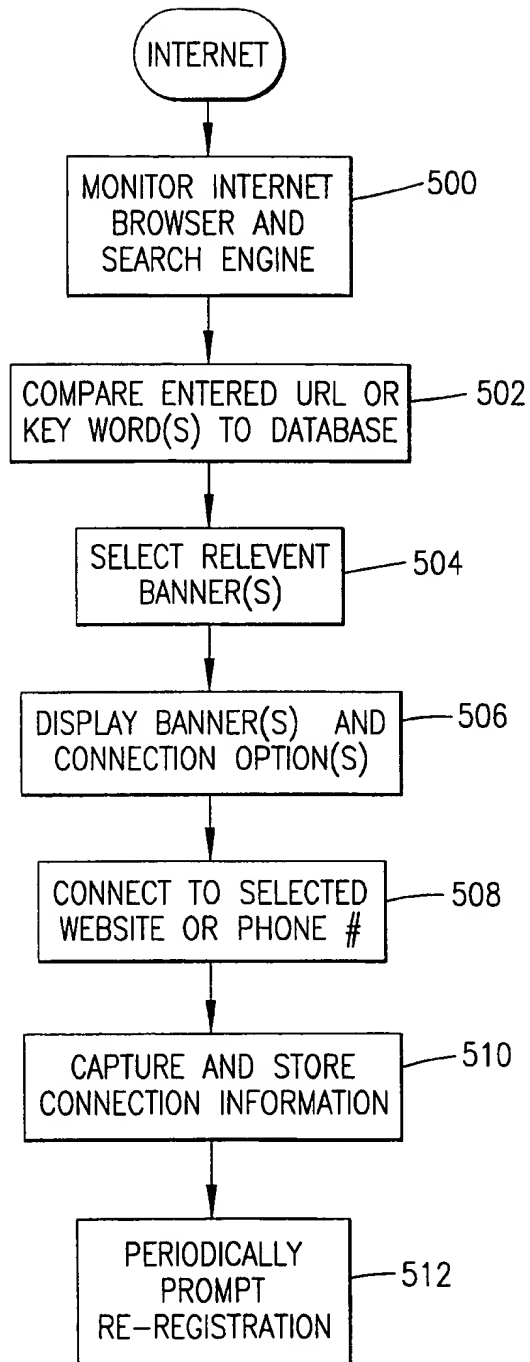 INTERNET
MONITOR INTERNET
BROWSER AND
SEARCH ENGINE
500
COMPARE ENTERED URL OR
KEY WORD(S) TO DATABASE
502
SELECT RELEVENT
BANNER(S)
504
DISPLAY BANNER(S) AND
CONNECTION OPTION(S)
506
CONNECT TO SELECTED
WEBSITE OR PHONE #
508
CAPTURE AND STORE
CONNECTION INFORMATION
510
PERIODICALLY
PROMPT
RE-REGISTRATION
512